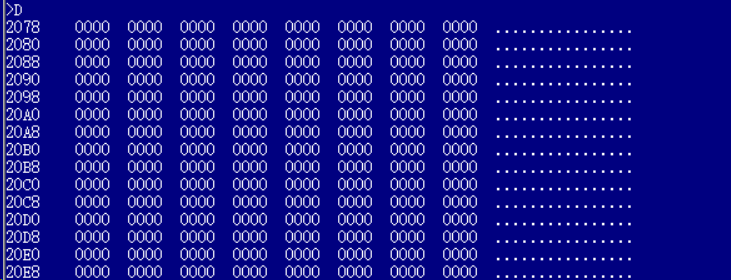 >D
2078 0000 0000 0000 0000 0000 0000 0000 0000 ................
2080 0000 0000 0000 0000 0000 0000 0000 0000 ................
2088 0000 0000 0000 0000 0000 0000 0000 0000 ................
2090 0000 0000 0000 0000 0000 0000 0000 0000 ................
2098 0000 0000 0000 0000 0000 0000 0000 0000 ................
20A0 0000 0000 0000 0000 0000 0000 0000 0000 ................
20A8 0000 0000 0000 0000 0000 0000 0000 0000 ................
20B0 0000 0000 0000 0000 0000 0000 0000 0000 ................
20B8 0000 0000 0000 0000 0000 0000 0000 0000 ................
20C0 0000 0000 0000 0000 0000 0000 0000 0000 ................
20C8 0000 0000 0000 0000 0000 0000 0000 0000 ................
20D0 0000 0000 0000 0000 0000 0000 0000 0000 ................
20D8 0000 0000 0000 0000 0000 0000 0000 0000 ................
20E0 0000 0000 0000 0000 0000 0000 0000 0000 ................
20E8 0000 0000 0000 0000 0000 0000 0000 0000 ................